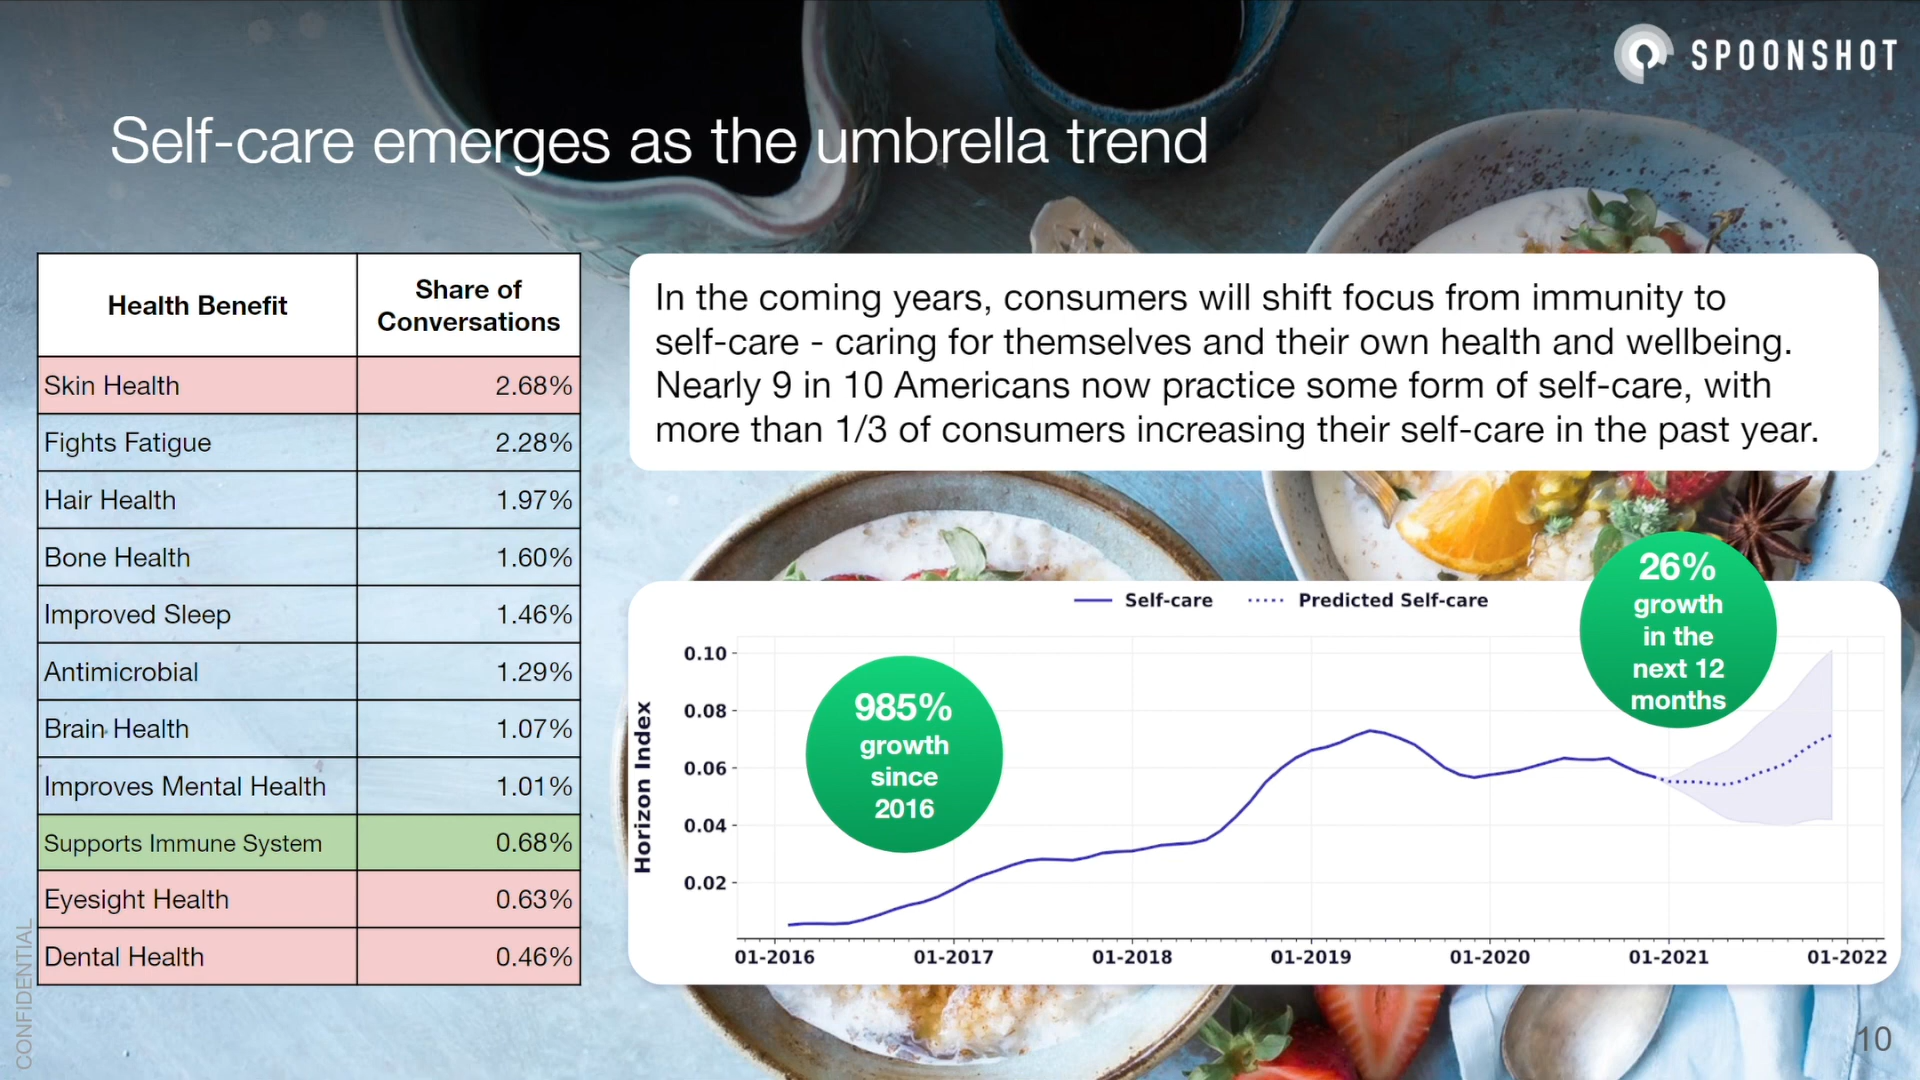 SPOONSHOT
Self-care emerges as the umbrella trend
Health Benefit Share of Conversations
Skin Health 2.68%
Fights Fatigue 2.28%
Hair Health 1.97%
Bone Health 1.60%
Improved Sleep 1.46%
Antimicrobial 1.29%
Brain Health 1.07%
Improves Mental Health 1.01%
Supports Immune System 0.68%
Eyesight Health 0.63%
Dental Health 0.46%
In the coming years, consumers will shift focus from immunity to
self-care - caring for themselves and their own health and wellbeing.
Nearly 9 in 10 Americans now practice some form of self-care, with
more than 1/3 of consumers increasing their self-care in the past year.
Self-care Predicted Self-care
26%
growth
in the
next 12
months
985%
growth
since
2016
Horizon Index
0.10
0.08
0.06
0.04
0.02
01-2016 01-2017 01-2018 01-2019 01-2020 01-2021 01-2022
CONFIDENTIAL
10